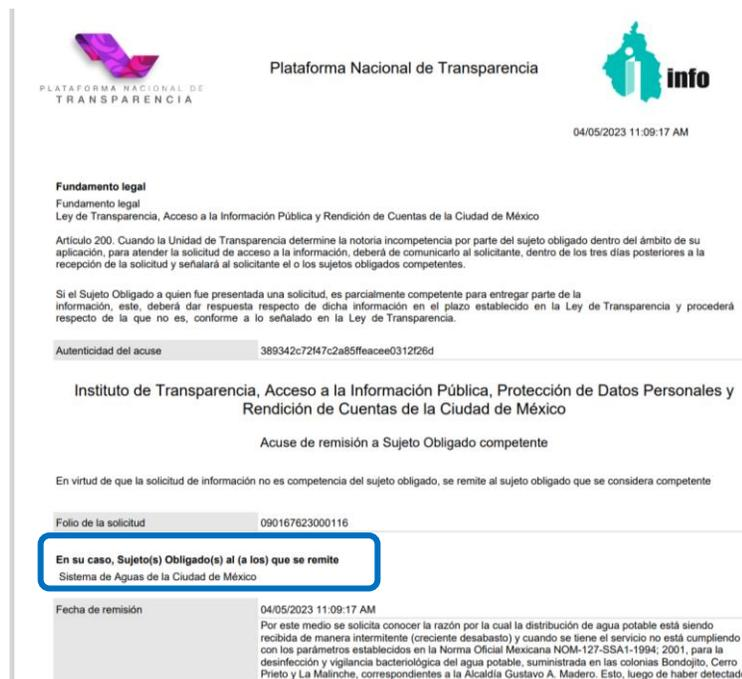 PLATAFORMA NACIONAL DE
TRANSPARENCIA
Plataforma Nacional de Transparencia
info
04/05/2023 11:09:17 AM
Fundamento legal
Fundamento legal
Ley de Transparencia, Acceso a la Información Pública y Rendición de Cuentas de la Ciudad de México
Artículo 200. Cuando la Unidad de Transparencia determine la notoria incompetencia por parte del sujeto obligado dentro del ámbito de su
aplicación, para atender la solicitud de acceso a la información, deberá de comunicarlo al solicitante, dentro de los tres días posteriores a la
recepción de la solicitud y señalará al solicitante el o los sujetos obligados competentes.
Si el Sujeto Obligado a quien fue presentada una solicitud, es parcialmente competente para entregar parte de la
información, este, deberá dar respuesta respecto de dicha información en el plazo establecido en la Ley de Transparencia y procederá
respecto de la que no es, conforme a lo señalado en la Ley de Transparencia.
Autenticidad del acuse 389342c72f47c2a85ffeacee0312f26d
Instituto de Transparencia, Acceso a la Información Pública, Protección de Datos Personales y
Rendición de Cuentas de la Ciudad de México
Acuse de remisión a Sujeto Obligado competente
En virtud de que la solicitud de información no es competencia del sujeto obligado, se remite al sujeto obligado que se considera competente
Folio de la solicitud 090167623000116
En su caso, Sujeto(s) Obligado(s) al (a los) que se remite
Sistema de Aguas de la Ciudad de México
Fecha de remisión 04/05/2023 11:09:17 AM
Por este medio se solicita conocer la razón por la cual la distribución de agua potable está siendo
recibida de manera intermitente (creciente desabasto) y cuando se tiene el servicio no está cumpliendo
con los parámetros establecidos en la Norma Oficial Mexicana NOM-127-SSA1-1994; 2001, para la
desinfección y vigilancia bacteriológica del agua potable, suministrada en las colonias Bondojito, Cerro
Prieto y La Malinche, correspondientes a la Alcaldía Gustavo A. Madero. Esto, luego de haber detectado